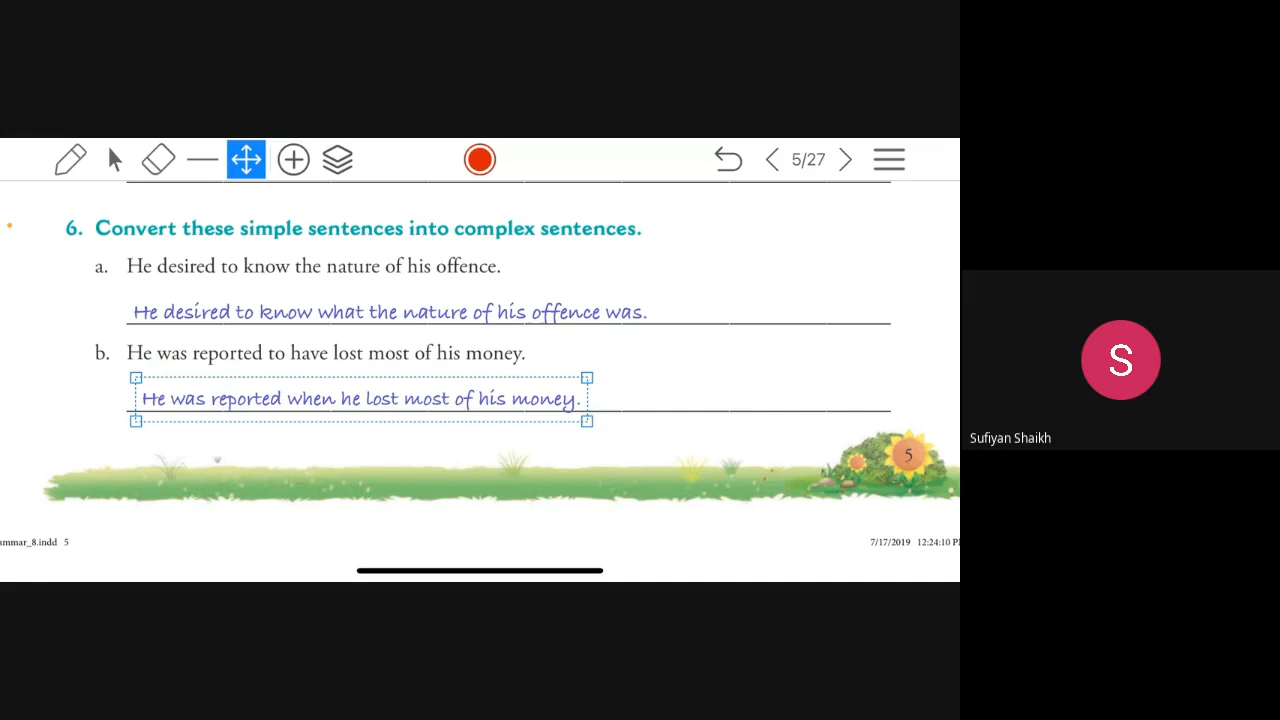 5/27
6. Convert these simple sentences into complex sentences.
a. He desired to know the nature of his offence.
He desired to know what the nature of his offence was.
b. He was reported to have lost most of his money.
He was reported when he lost most of his money.
5
ammar_8.indd 5
7/17/2019 12:24:10 P
S
Sufiyan Shaikh